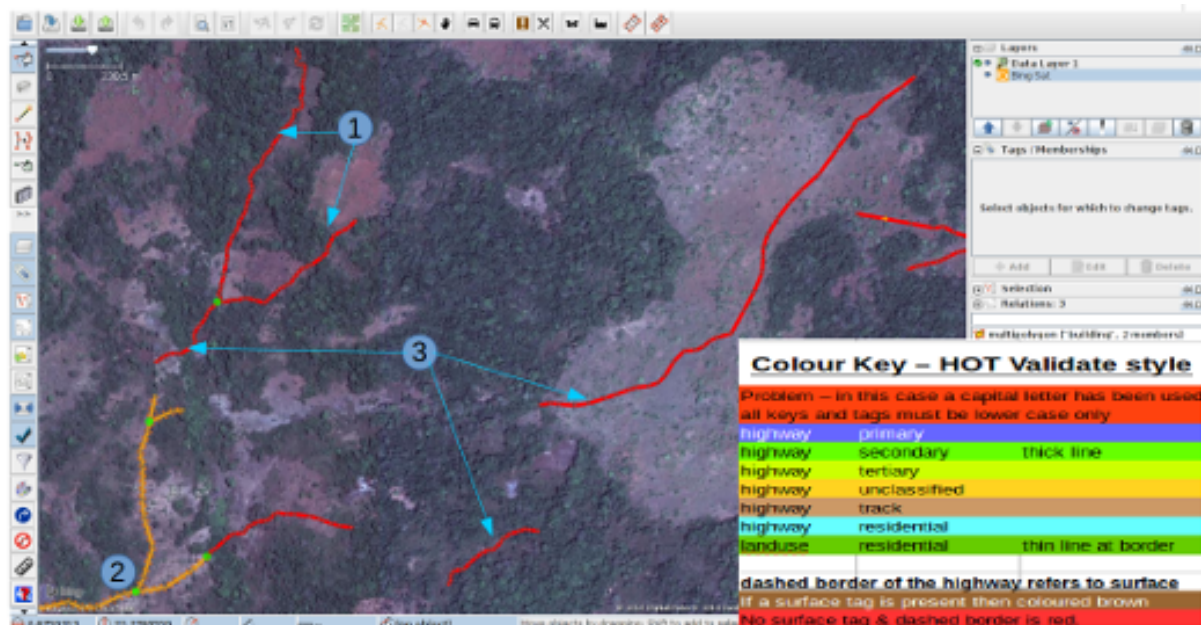 Layers
Data Layer 1
Bing Sat
1
Tags / Memberships
Select objects for which to change tags.
Add Edit Delete
Selection
Relations: 3
multipolygon ("building", 2 members)
3
Colour Key – HOT Validate style
Problem – in this case a capital letter has been used
all keys and tags must be lower case only
highway primary
highway secondary thick line
highway tertiary
highway unclassified
highway track
highway residential
landuse residential thin line at border
2
dashed border of the highway refers to surface
If a surface tag is present then coloured brown
No surface tag & dashed border is red.